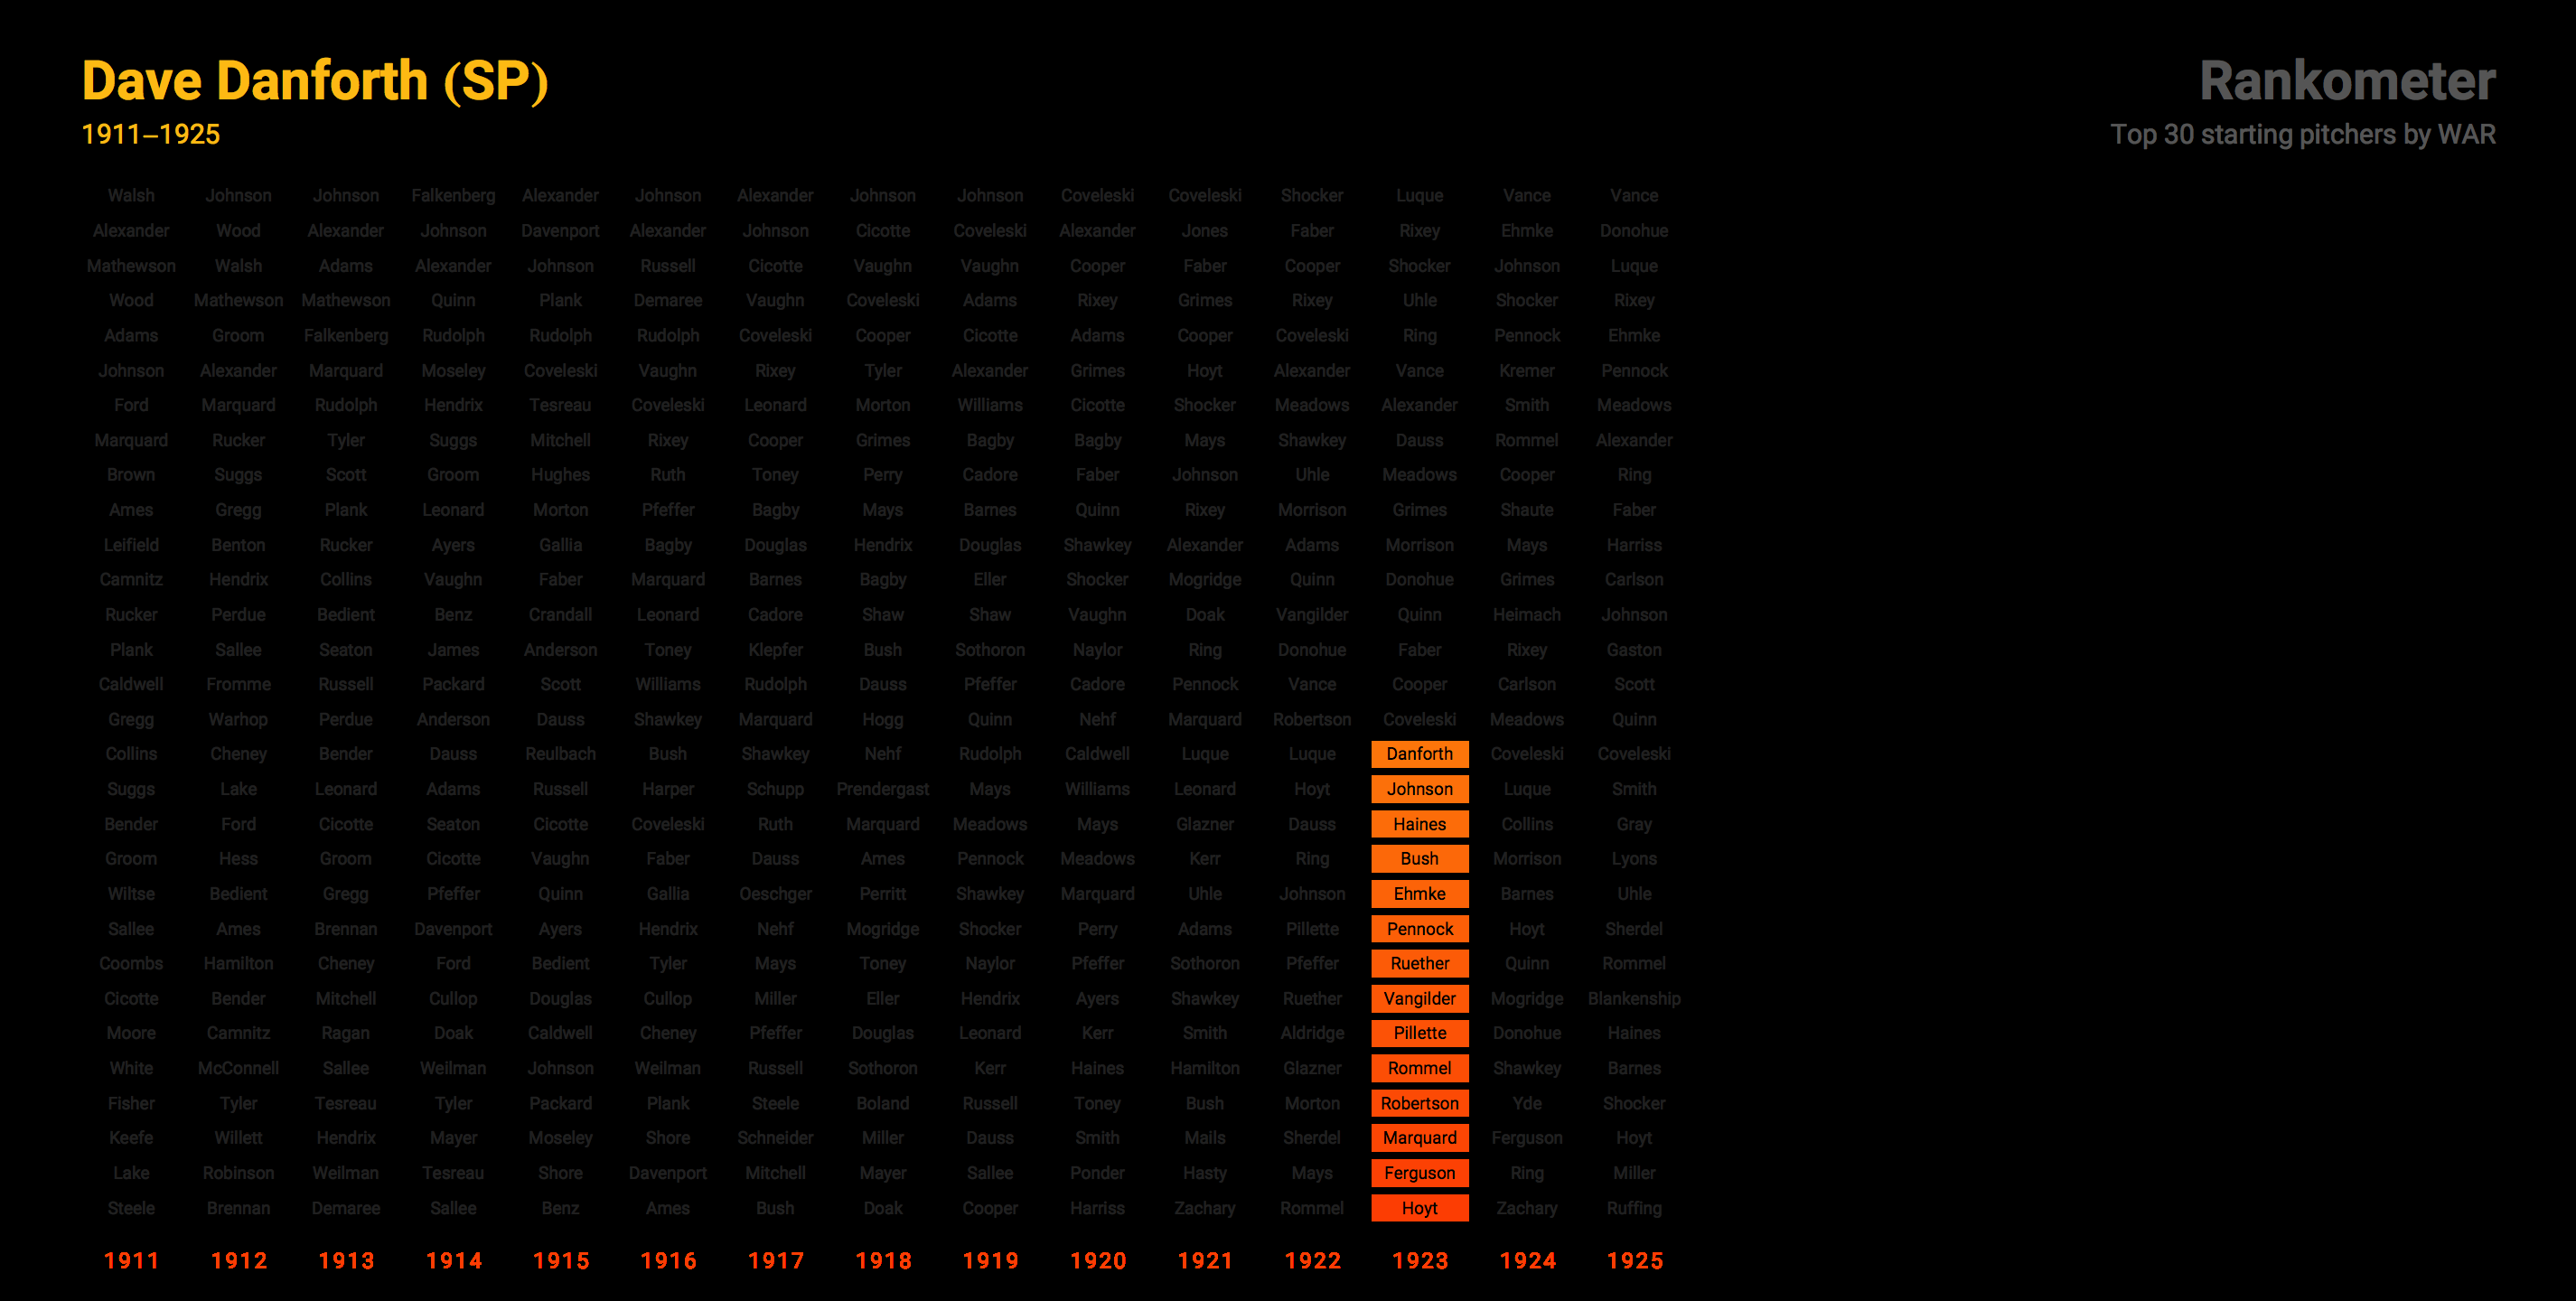 Dave Danforth (SP)
1911–1925
Rankometer
Top 30 starting pitchers by WAR
Walsh Johnson Johnson Falkenberg Alexander Johnson Alexander Johnson Johnson Coveleski Coveleski Shocker Luque Vance Vance
Alexander Wood Alexander Johnson Davenport Alexander Johnson Cicotte Coveleski Alexander Jones Faber Rixey Ehmke Donohue
Mathewson Walsh Adams Alexander Johnson Russell Cicotte Vaughn Vaughn Cooper Faber Cooper Shocker Johnson Luque
Wood Mathewson Mathewson Quinn Plank Demaree Vaughn Coveleski Adams Rixey Grimes Rixey Uhle Shocker Rixey
Adams Groom Falkenberg Rudolph Rudolph Rudolph Coveleski Cooper Cicotte Adams Cooper Coveleski Ring Pennock Ehmke
Johnson Alexander Marquard Moseley Coveleski Vaughn Rixey Tyler Alexander Grimes Hoyt Alexander Vance Kremer Pennock
Ford Marquard Rudolph Hendrix Tesreau Coveleski Leonard Morton Williams Cicotte Shocker Meadows Alexander Smith Meadows
Marquard Rucker Tyler Suggs Mitchell Rixey Cooper Grimes Bagby Bagby Mays Shawkey Dauss Rommel Alexander
Brown Suggs Scott Groom Hughes Ruth Toney Perry Cadore Faber Johnson Uhle Meadows Cooper Ring
Ames Gregg Plank Leonard Morton Pfeffer Bagby Mays Barnes Quinn Rixey Morrison Grimes Shaute Faber
Leifield Benton Rucker Ayers Gallia Bagby Douglas Hendrix Douglas Shawkey Alexander Adams Morrison Mays Harriss
Camnitz Hendrix Collins Vaughn Faber Marquard Barnes Bagby Eller Shocker Mogridge Quinn Donohue Grimes Carlson
Rucker Perdue Bedient Benz Crandall Leonard Cadore Shaw Shaw Vaughn Doak Vangilder Quinn Heimach Johnson
Plank Sallee Seaton James Anderson Toney Klepfer Bush Sothoron Naylor Ring Donohue Faber Rixey Gaston
Caldwell Fromme Russell Packard Scott Williams Rudolph Dauss Pfeffer Cadore Pennock Vance Cooper Carlson Scott
Gregg Warhop Perdue Anderson Dauss Shawkey Marquard Hogg Quinn Nehf Marquard Robertson Coveleski Meadows Quinn
Collins Cheney Bender Dauss Reulbach Bush Shawkey Nehf Rudolph Caldwell Luque Luque Danforth Coveleski Coveleski
Suggs Lake Leonard Adams Russell Harper Schupp Prendergast Mays Williams Leonard Hoyt Johnson Luque Smith
Bender Ford Cicotte Seaton Cicotte Coveleski Ruth Marquard Meadows Mays Glazner Dauss Haines Collins Gray
Groom Hess Groom Cicotte Vaughn Faber Dauss Ames Pennock Meadows Kerr Ring Bush Morrison Lyons
Wiltse Bedient Gregg Pfeffer Quinn Gallia Oeschger Perritt Shawkey Marquard Uhle Johnson Ehmke Barnes Uhle
Sallee Ames Brennan Davenport Ayers Hendrix Nehf Mogridge Shocker Perry Adams Pillette Pennock Hoyt Sherdel
Coombs Hamilton Cheney Ford Bedient Tyler Mays Toney Naylor Pfeffer Sothoron Pfeffer Ruether Quinn Rommel
Cicotte Bender Mitchell Cullop Douglas Cullop Miller Eller Hendrix Ayers Shawkey Ruether Vangilder Mogridge Blankenship
Moore Camnitz Ragan Doak Caldwell Cheney Pfeffer Douglas Leonard Kerr Smith Aldridge Pillette Donohue Haines
White McConnell Sallee Weilman Johnson Weilman Russell Sothoron Kerr Haines Hamilton Glazner Rommel Shawkey Barnes
Fisher Tyler Tesreau Tyler Packard Plank Steele Boland Russell Toney Bush Morton Robertson Yde Shocker
Keefe Willett Hendrix Mayer Moseley Shore Schneider Miller Dauss Smith Mails Sherdel Marquard Ferguson Hoyt
Lake Robinson Weilman Tesreau Shore Davenport Mitchell Mayer Sallee Ponder Hasty Mays Ferguson Ring Miller
Steele Brennan Demaree Sallee Benz Ames Bush Doak Cooper Harriss Zachary Rommel Hoyt Zachary Ruffing
1911 1912 1913 1914 1915 1916 1917 1918 1919 1920 1921 1922 1923 1924 1925